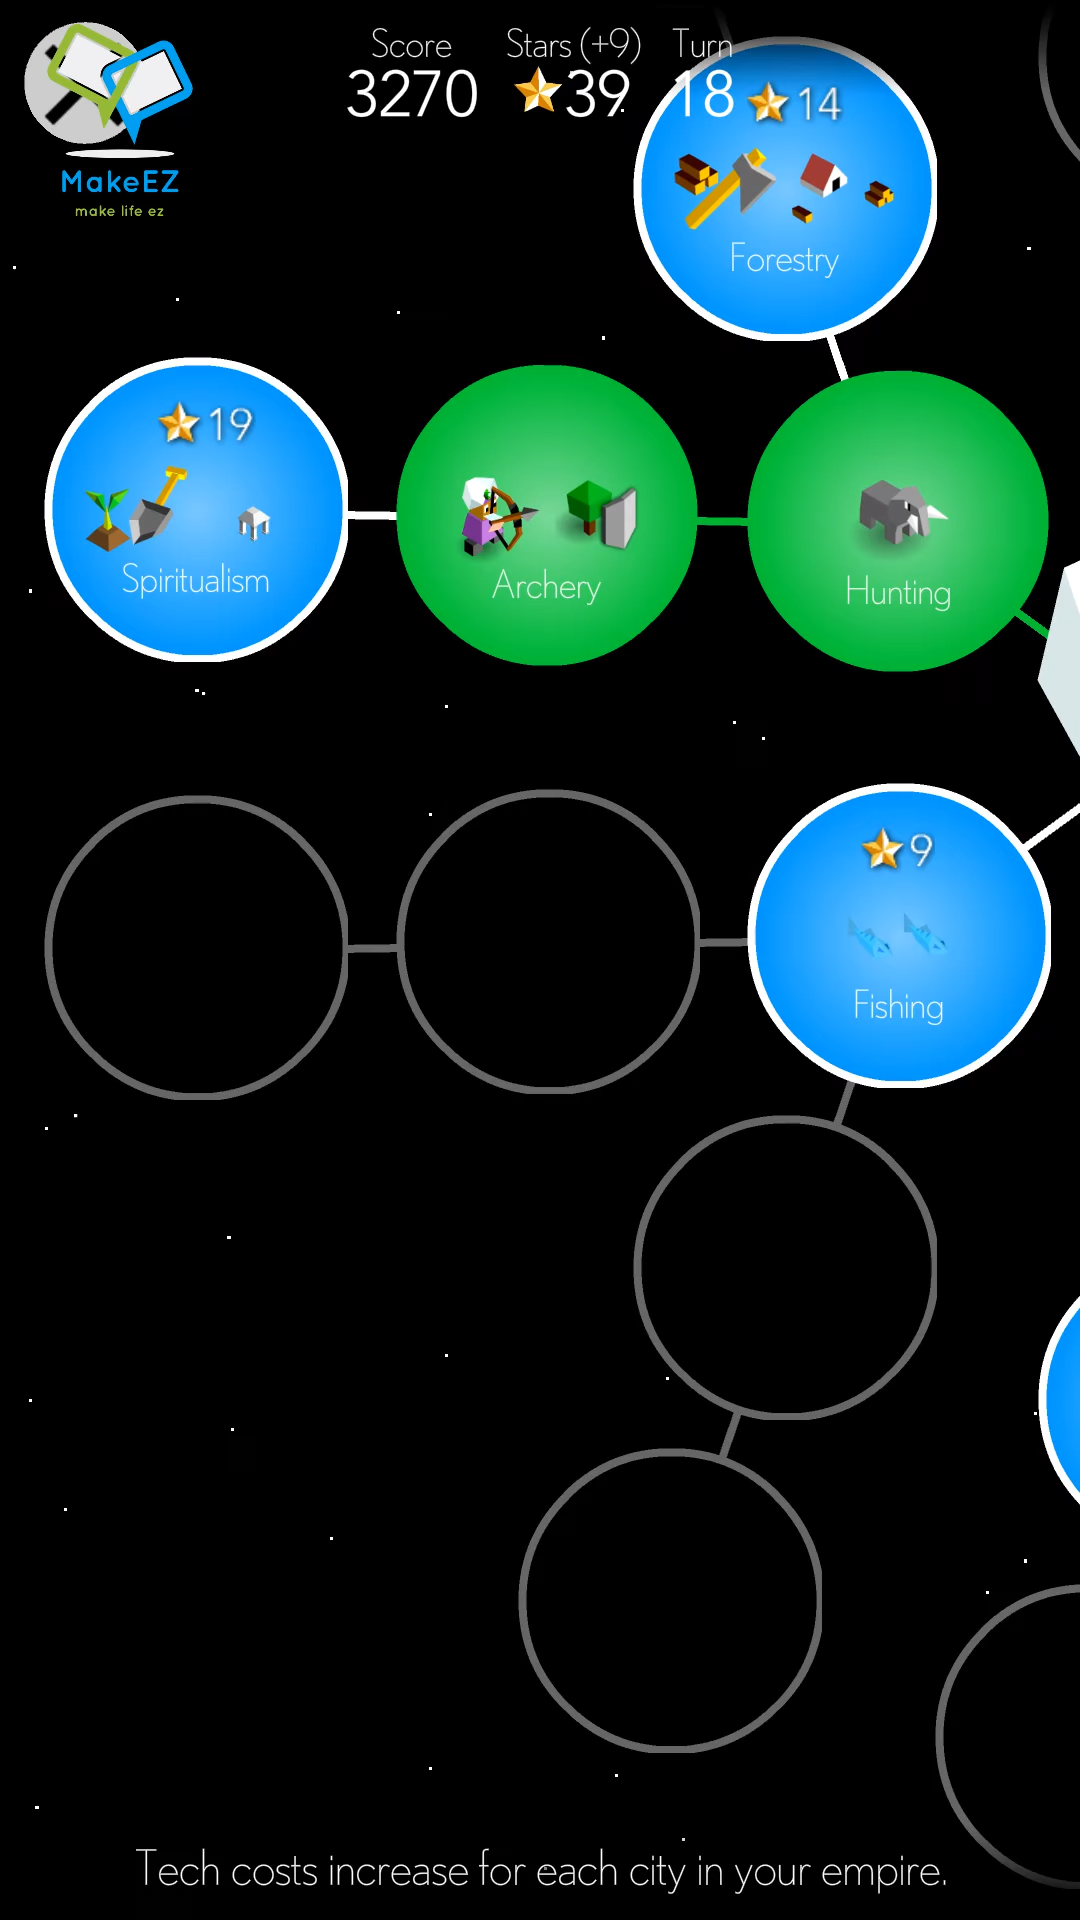 Score
3270
Stars (+9)
39
Turn
18
14
Forestry
MakeEZ
make life ez
19
Spiritualism
Archery
Hunting
9
Fishing
Tech costs increase for each city in your empire.